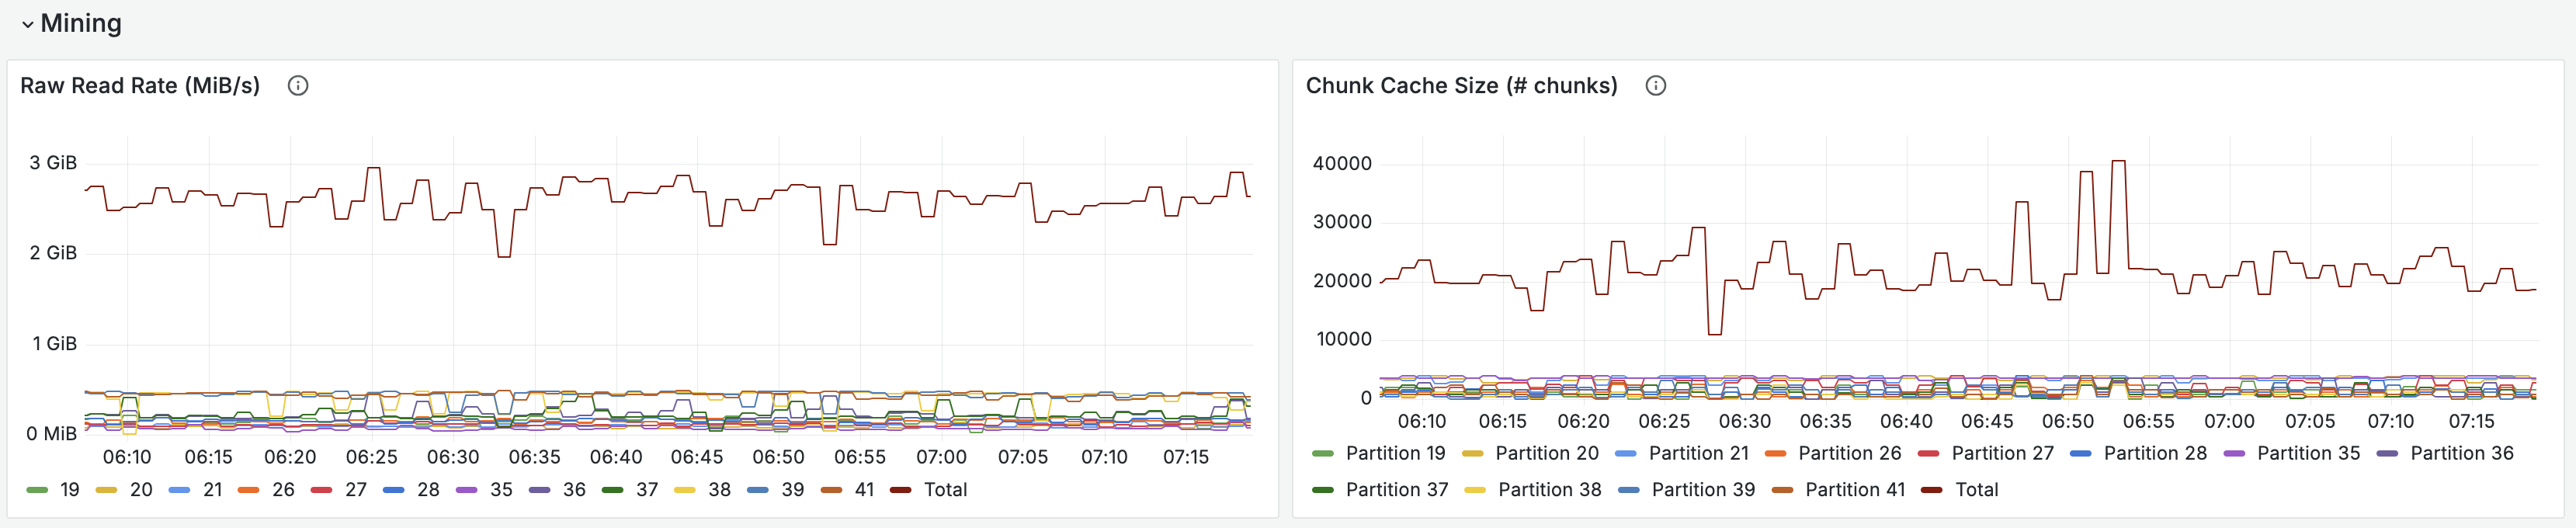 Mining
Raw Read Rate (MiB/s)
3 GiB
2 GiB
1 GiB
0 MiB
06:10 06:15 06:20 06:25 06:30 06:35 06:40 06:45 06:50 06:55 07:00 07:05 07:10 07:15
19 20 21 26 27 28 35 36 37 38 39 41 Total
Chunk Cache Size (# chunks)
40000
30000
20000
10000
0
06:10 06:15 06:20 06:25 06:30 06:35 06:40 06:45 06:50 06:55 07:00 07:05 07:10 07:15
Partition 19 Partition 20 Partition 21 Partition 26 Partition 27 Partition 28 Partition 35 Partition 36
Partition 37 Partition 38 Partition 39 Partition 41 Total